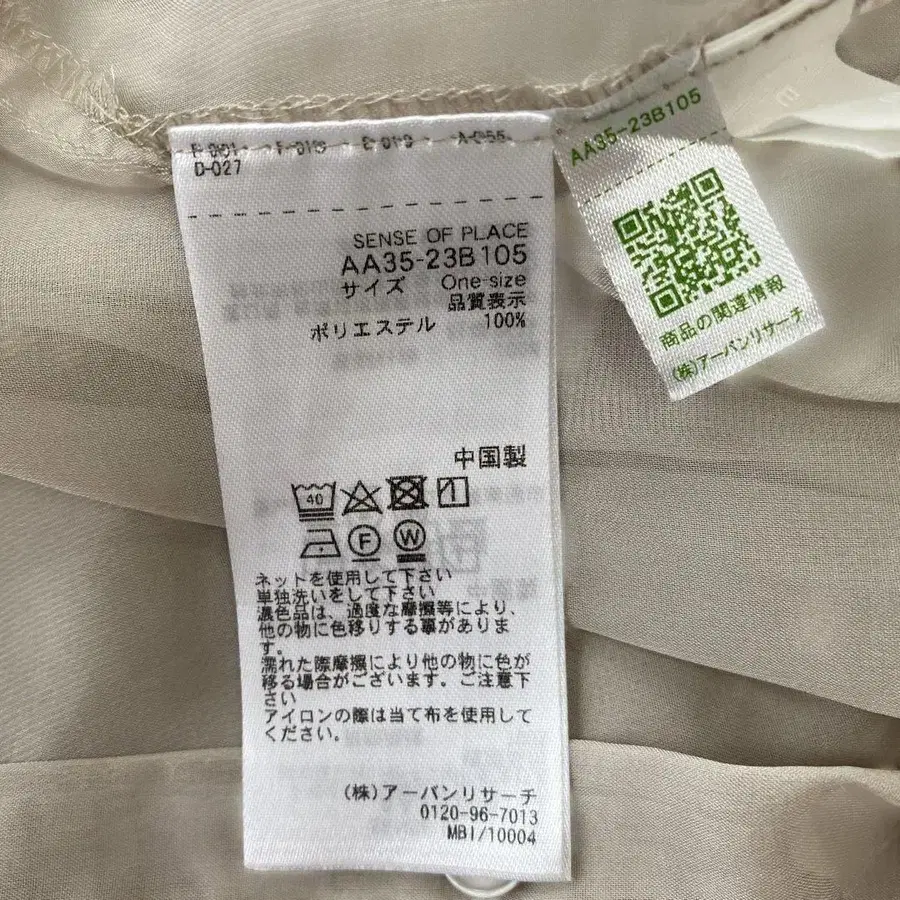 D-027
SENSE OF PLACE
AA35-23B105
サイズ One-size
品質表示
ポリエステル 100%
中国製
40
F W
ネットを使用して下さい
単独洗いをして下さい
濃色品は、過度な摩擦等により、
他の物に色移りする事がありま
す。
濡れた際摩擦により他の物に色が
移る場合がございます。ご注意下
さい
アイロンの際は当て布を使用して
ください。
(株)アーバンリサーチ
0120-96-7013
MBI/10004
AA35-23B105
商品の関連情報
(株)アーバンリサーチ